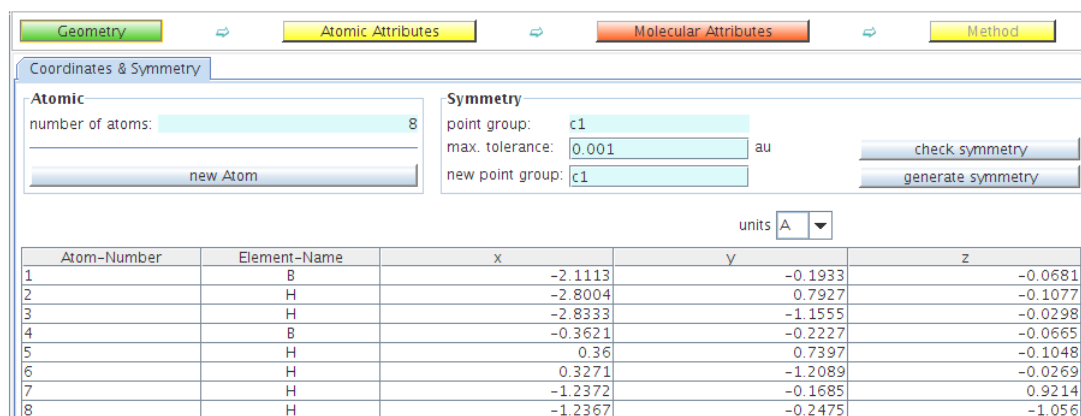 Geometry Atomic Attributes Molecular Attributes Method
Coordinates & Symmetry
Atomic Symmetry
number of atoms: 8 point group: c1
max. tolerance: 0.001 au check symmetry
new Atom new point group: c1 generate symmetry
units A
Atom-Number Element-Name x y z
1 B -2.1113 -0.1933 -0.0681
2 H -2.8004 0.7927 -0.1077
3 H -2.8333 -1.1555 -0.0298
4 B -0.3621 -0.2227 -0.0665
5 H 0.36 0.7397 -0.1048
6 H 0.3271 -1.2089 -0.0269
7 H -1.2372 -0.1685 0.9214
8 H -1.2367 -0.2475 -1.056